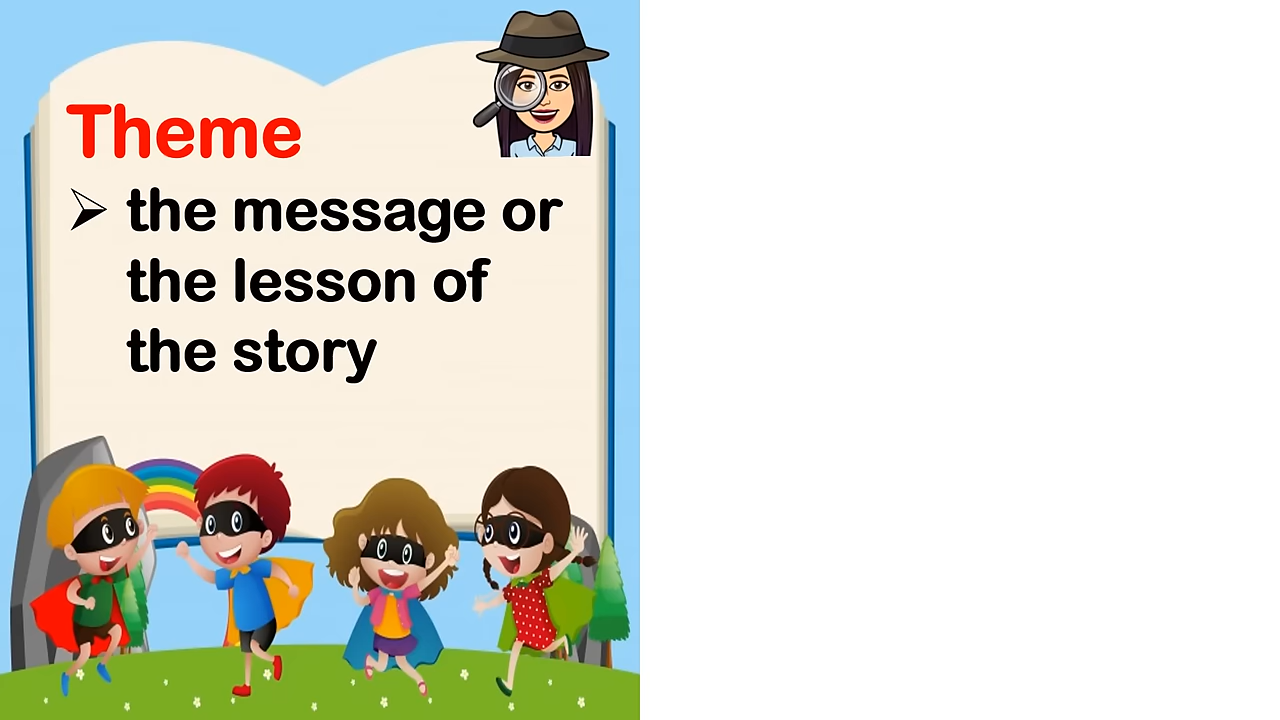 Theme
➢ the message or
the lesson of
the story